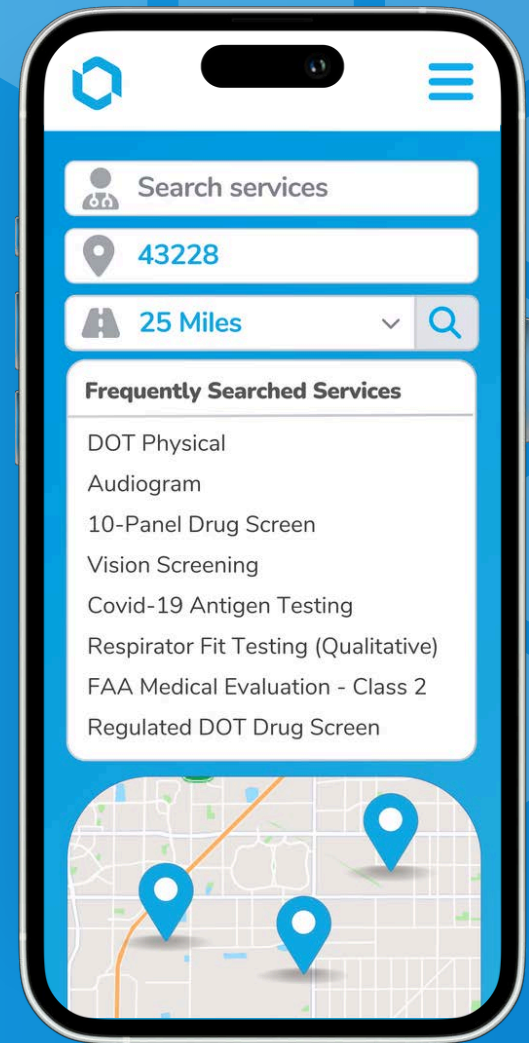 Search services
43228
25 Miles
Frequently Searched Services
DOT Physical
Audiogram
10-Panel Drug Screen
Vision Screening
Covid-19 Antigen Testing
Respirator Fit Testing (Qualitative)
FAA Medical Evaluation - Class 2
Regulated DOT Drug Screen